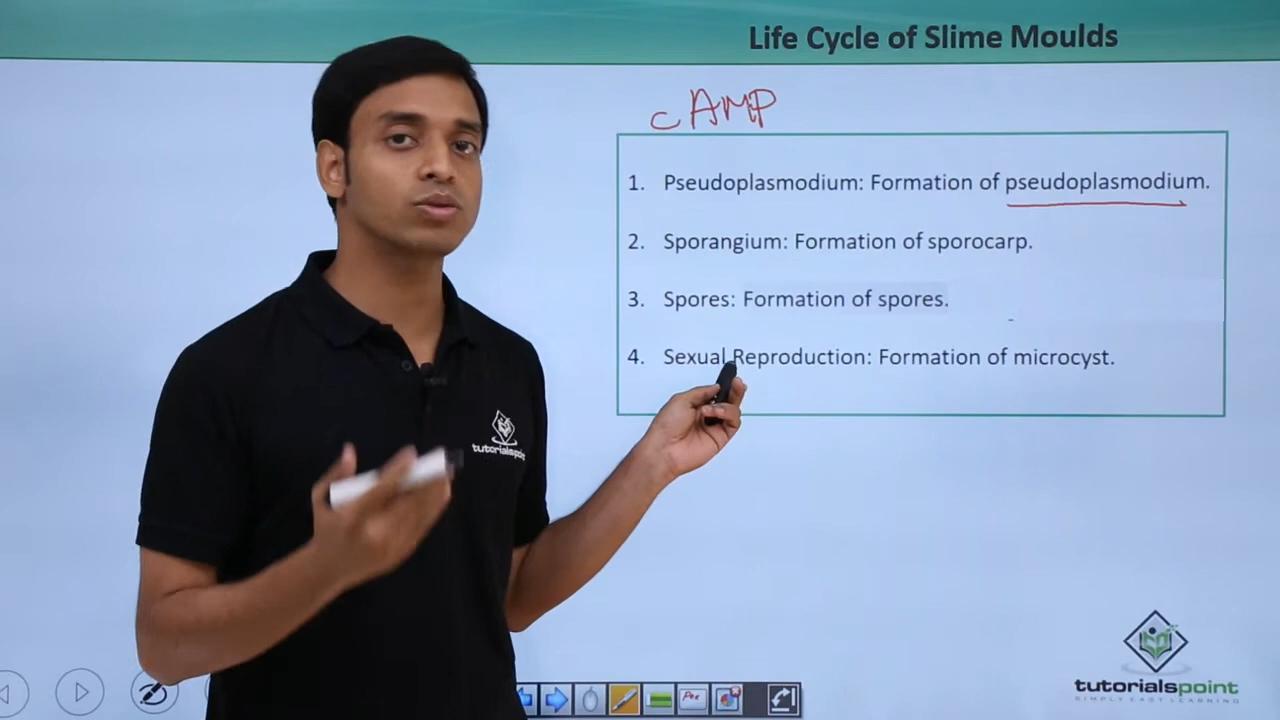 Life Cycle of Slime Moulds
cAMP
1. Pseudoplasmodium: Formation of pseudoplasmodium.
2. Sporangium: Formation of sporocarp.
3. Spores: Formation of spores.
4. Sexual Reproduction: Formation of microcyst.
tutorialspoint
Pen
tutorialspoint
SIMPLY EASY LEARNING